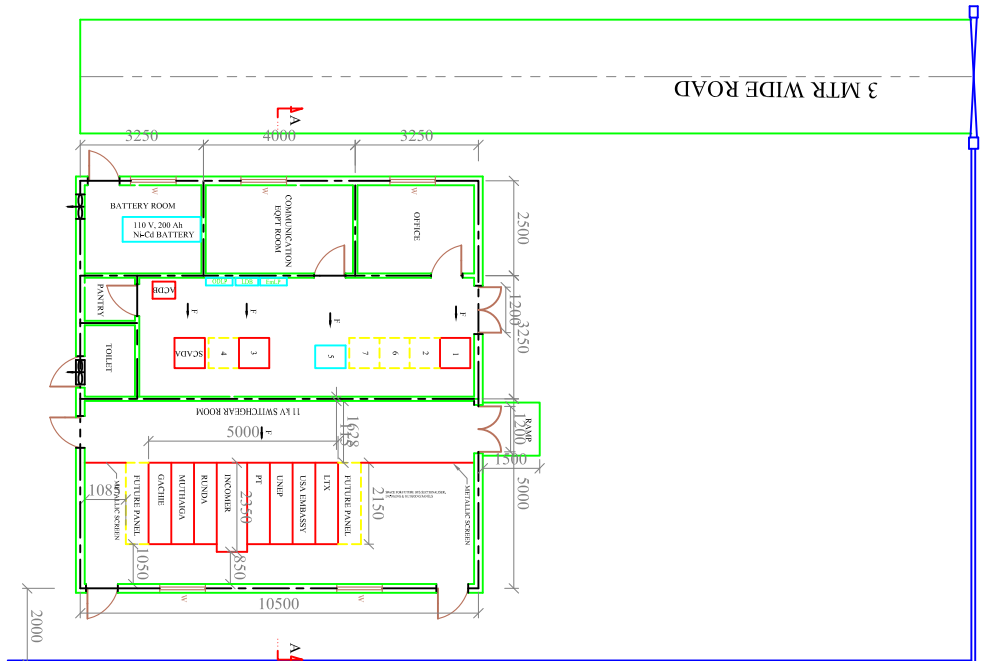 3 MTR WIDE ROAD
A
3250
4000
3250
W
W
W
BATTERY ROOM
110 V, 200 Ah
Ni-Cd BATTERY
COMMUNICATION
EQPT ROOM
OFFICE
2500
PANTRY
ACDB
F
F
F
F
1200
3250
TOILET
SCADA
4
3
5
7
6
2
1
11 kV SWITCHGEAR ROOM
F
5000
1628
1200
RAMP
1500
5000
1085
METALLIC SCREEN
FUTURE PANEL
GACHIE
MUTHAIGA
RUNDA
INCOMER
PT
UNEP
USA EMBASSY
LTX
FUTURE PANEL
2350
2150
METALLIC SCREEN
1050
850
W
W
10500
2000
A